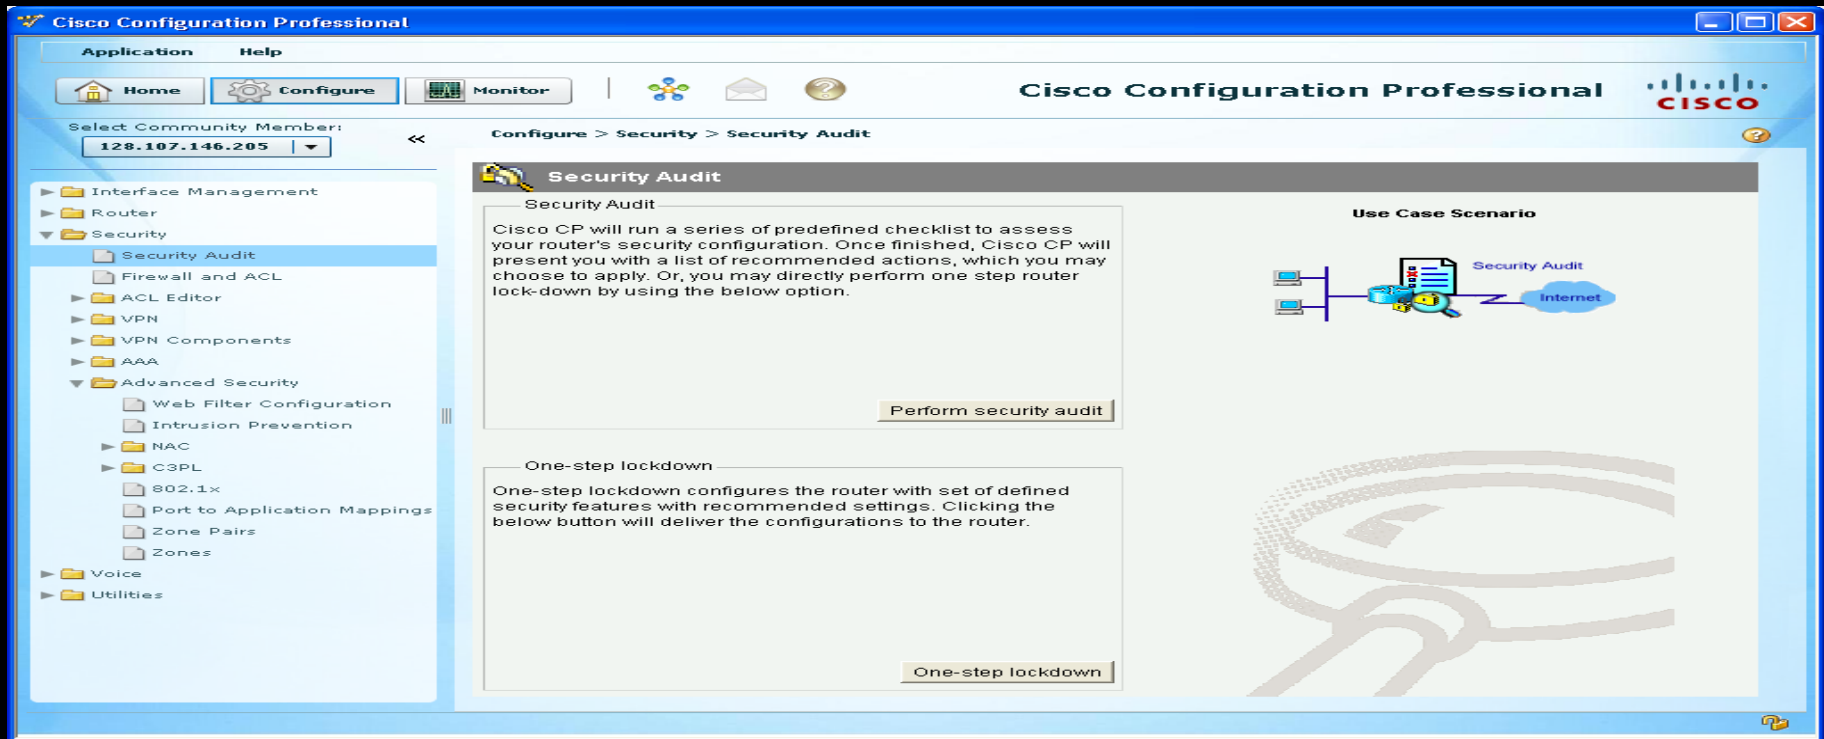 Cisco Configuration Professional
Application Help
Home Configure Monitor
Cisco Configuration Professional
CISCO
Select Community Member:
128.107.146.205
Configure > Security > Security Audit
Interface Management
Router
Security
Security Audit
Firewall and ACL
ACL Editor
VPN
VPN Components
AAA
Advanced Security
Web Filter Configuration
Intrusion Prevention
NAC
C3PL
802.1x
Port to Application Mappings
Zone Pairs
Zones
Voice
Utilities
Security Audit
Security Audit
Cisco CP will run a series of predefined checklist to assess
your router's security configuration. Once finished, Cisco CP will
present you with a list of recommended actions, which you may
choose to apply. Or, you may directly perform one step router
lock-down by using the below option.
Perform security audit
Use Case Scenario
Security Audit
Internet
One-step lockdown
One-step lockdown configures the router with set of defined
security features with recommended settings. Clicking the
below button will deliver the configurations to the router.
One-step lockdown